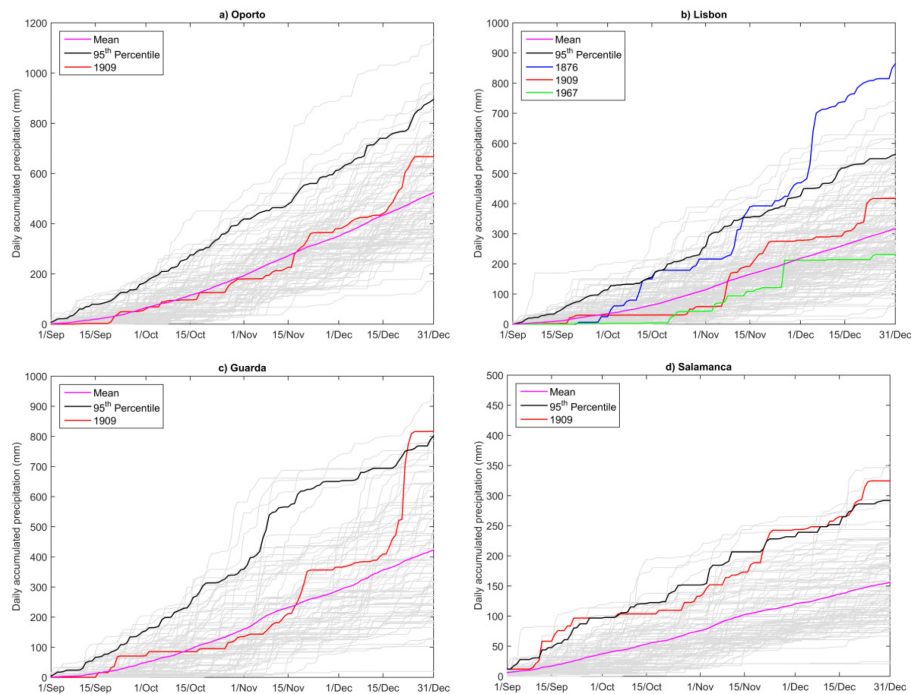 a) Oporto
Daily accumulated precipitation (mm)
1200
1000
800
600
400
200
0
Mean
95th Percentile
1909
1/Sep 15/Sep 1/Oct 15/Oct 1/Nov 15/Nov 1/Dec 15/Dec 31/Dec
b) Lisbon
Daily accumulated precipitation (mm)
1000
900
800
700
600
500
400
300
200
100
0
Mean
95th Percentile
1876
1909
1967
1/Sep 15/Sep 1/Oct 15/Oct 1/Nov 15/Nov 1/Dec 15/Dec 31/Dec
c) Guarda
Daily accumulated precipitation (mm)
1000
900
800
700
600
500
400
300
200
100
0
Mean
95th Percentile
1909
1/Sep 15/Sep 1/Oct 15/Oct 1/Nov 15/Nov 1/Dec 15/Dec 31/Dec
d) Salamanca
Daily accumulated precipitation (mm)
500
450
400
350
300
250
200
150
100
50
0
Mean
95th Percentile
1909
1/Sep 15/Sep 1/Oct 15/Oct 1/Nov 15/Nov 1/Dec 15/Dec 31/Dec